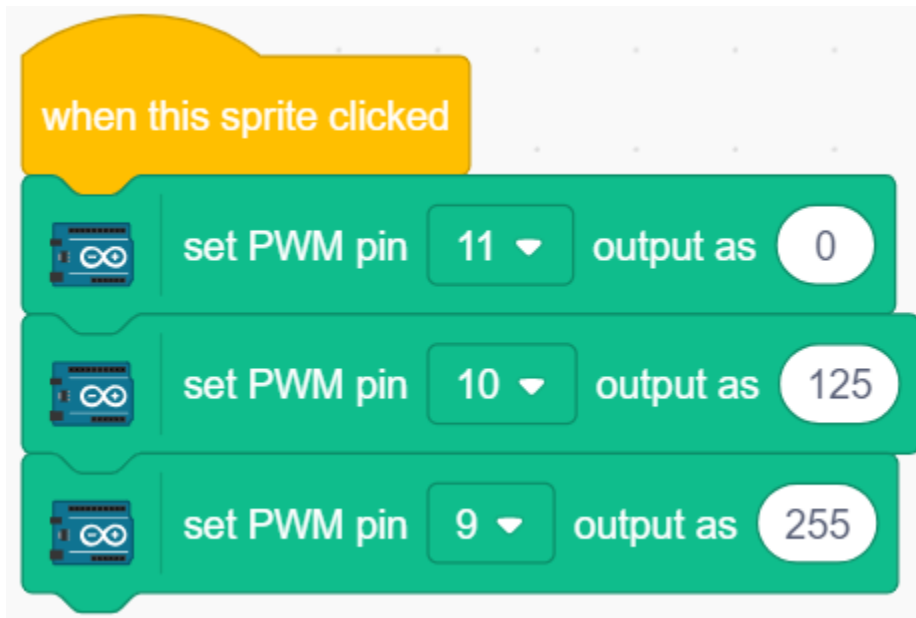 when this sprite clicked
set PWM pin 11 output as 0
set PWM pin 10 output as 125
set PWM pin 9 output as 255